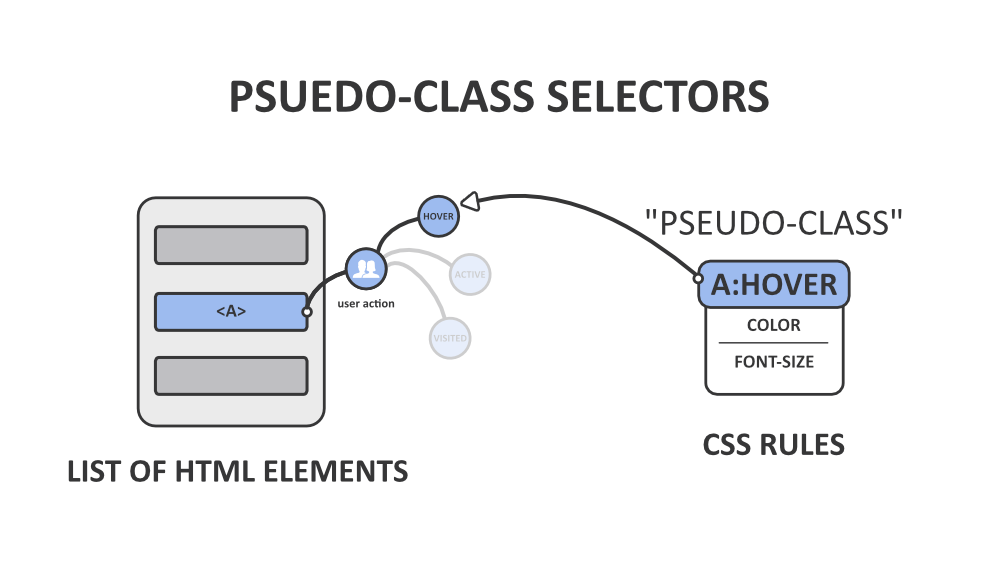 PSUEDO-CLASS SELECTORS
HOVER
"PSEUDO-CLASS"
ACTIVE
A:HOVER
user action
<A>
COLOR
VISITED
FONT-SIZE
CSS RULES
LIST OF HTML ELEMENTS